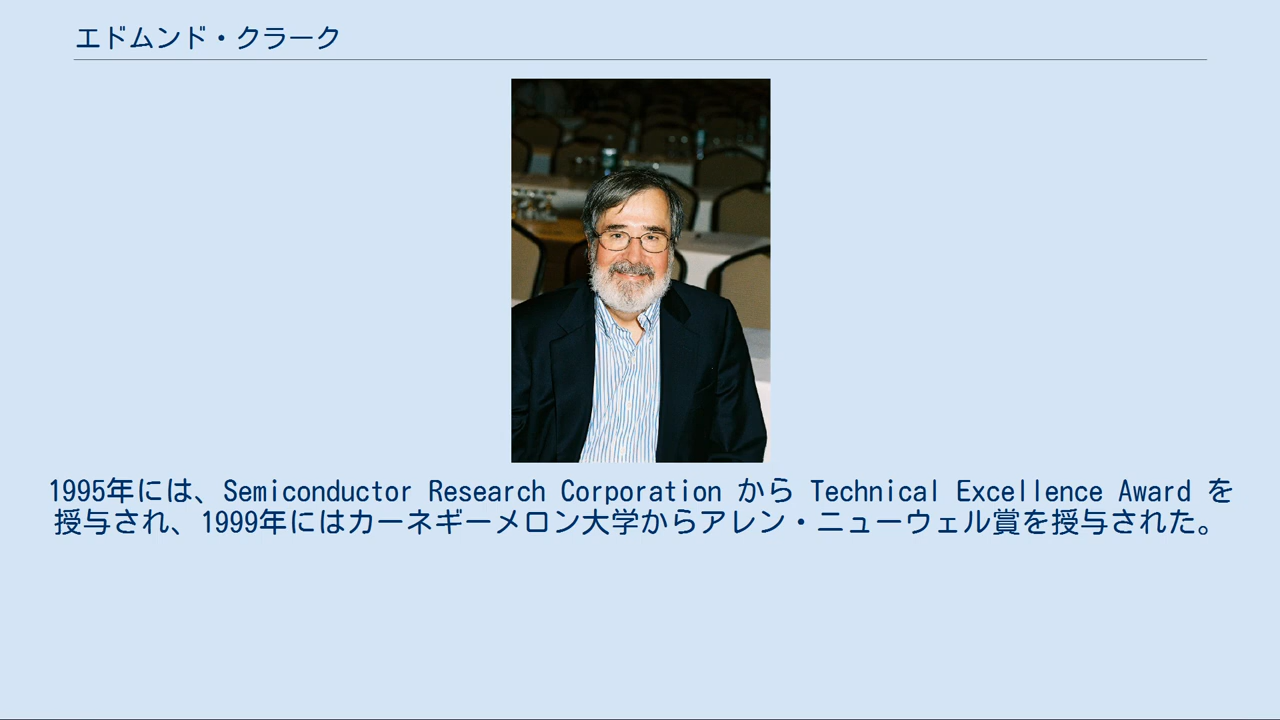 エドムンド・クラーク
1995年には、Semiconductor Research Corporation から Technical Excellence Award を
授与され、1999年にはカーネギーメロン大学からアレン・ニューウェル賞を授与された。